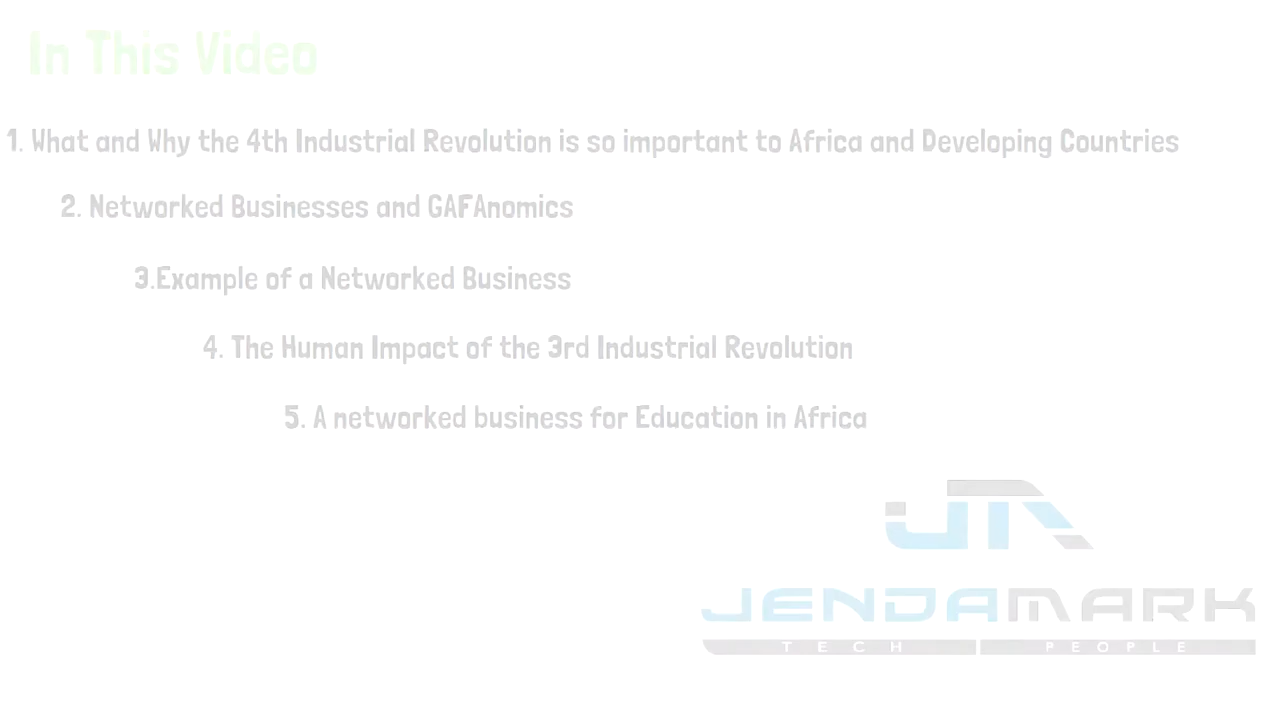 In This Video
1. What and Why the 4th Industrial Revolution is so important to Africa and Developing Countries
2. Networked Businesses and GAFAnomics
3.Example of a Networked Business
4. The Human Impact of the 3rd Industrial Revolution
5. A networked business for Education in Africa
JENDAMARK
TECH PEOPLE